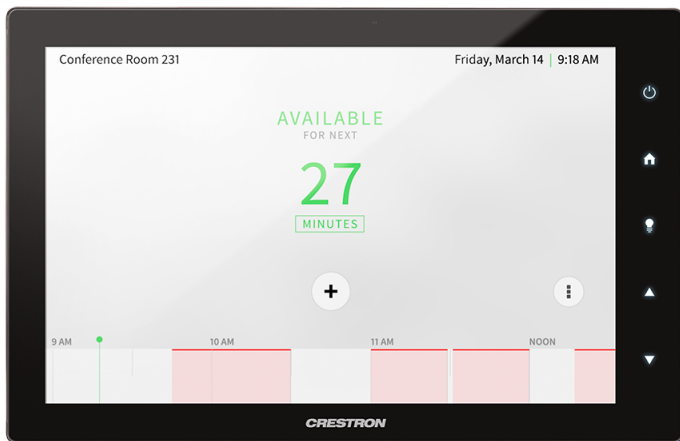 Conference Room 231
Friday, March 14 | 9:18 AM
AVAILABLE
FOR NEXT
27
MINUTES
9 AM
10 AM
11 AM
NOON
CRESTRON